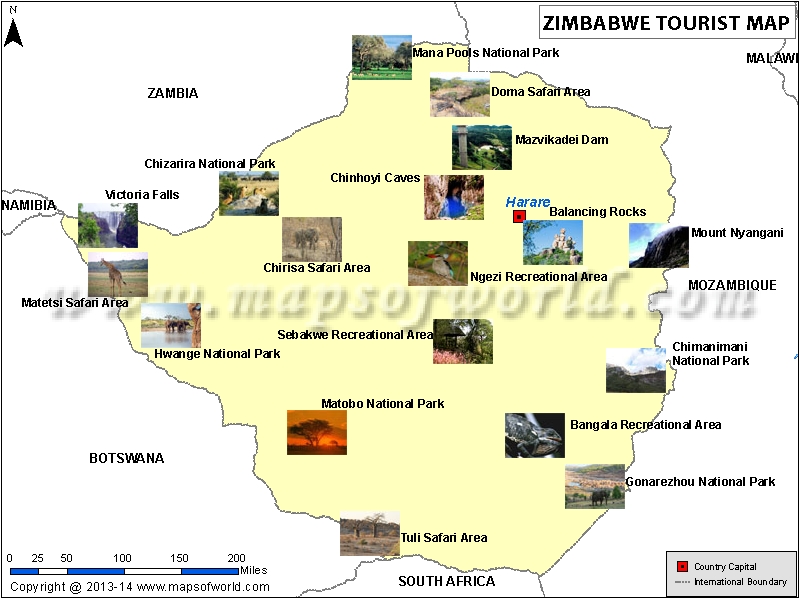 N
ZIMBABWE TOURIST MAP
MALAWI
Mana Pools National Park
ZAMBIA
Doma Safari Area
Mazvikadei Dam
Chizarira National Park
Chinhoyi Caves
Victoria Falls
NAMIBIA
Harare
Balancing Rocks
Mount Nyangani
Chirisa Safari Area
Ngezi Recreational Area
MOZAMBIQUE
Matetsi Safari Area
www.mapsofworld.com
Sebakwe Recreational Area
Hwange National Park
Chimanimani
National Park
Matobo National Park
Bangala Recreational Area
BOTSWANA
Gonarezhou National Park
Tuli Safari Area
0 25 50 100 150 200
Miles
Copyright @ 2013-14 www.mapsofworld.com
SOUTH AFRICA
Country Capital
International Boundary